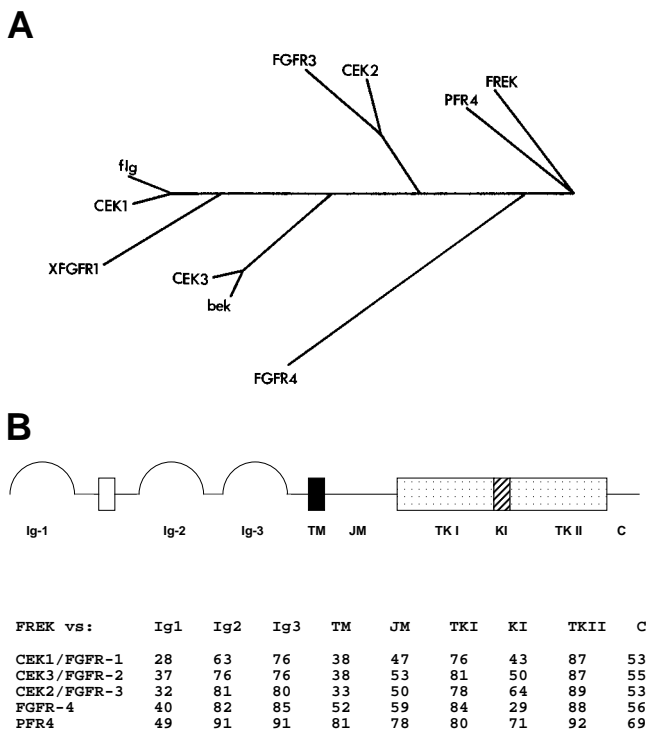 A
FGFR3
CEK2
FREK
PFR4
flg
CEK1
XFGFR1
CEK3
bek
FGFR4
B
Ig-1 Ig-2 Ig-3 TM JM TK I KI TK II C
FREK vs: Ig1 Ig2 Ig3 TM JM TKI KI TKII C
CEK1/FGFR-1 28 63 76 38 47 76 43 87 53
CEK3/FGFR-2 37 76 76 38 53 81 50 87 55
CEK2/FGFR-3 32 81 80 33 50 78 64 89 53
FGFR-4 40 82 85 52 59 84 29 88 56
PFR4 49 91 91 81 78 80 71 92 69